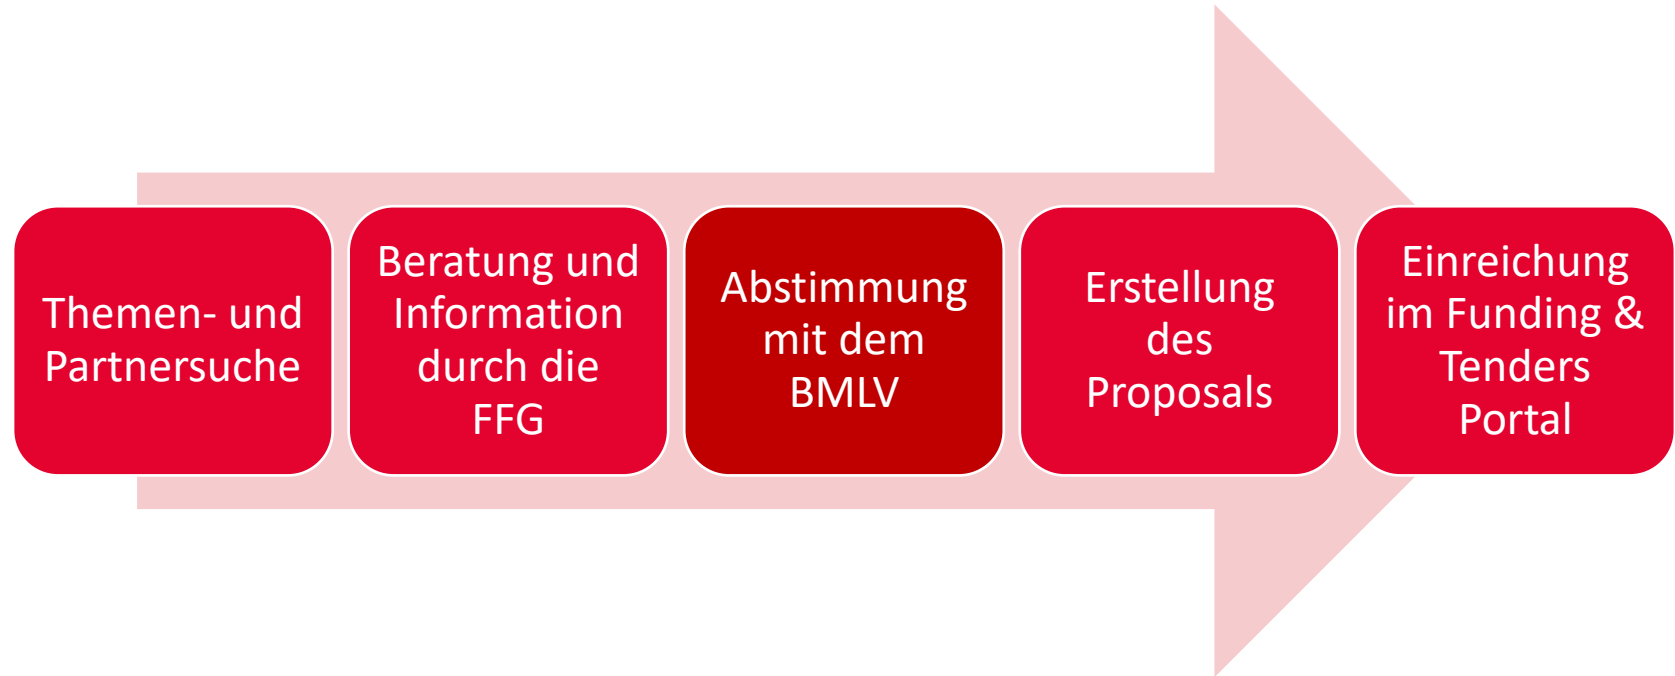 Themen- und
Partnersuche
Beratung und
Information
durch die
FFG
Abstimmung
mit dem
BMLV
Erstellung
des
Proposals
Einreichung
im Funding &
Tenders
Portal